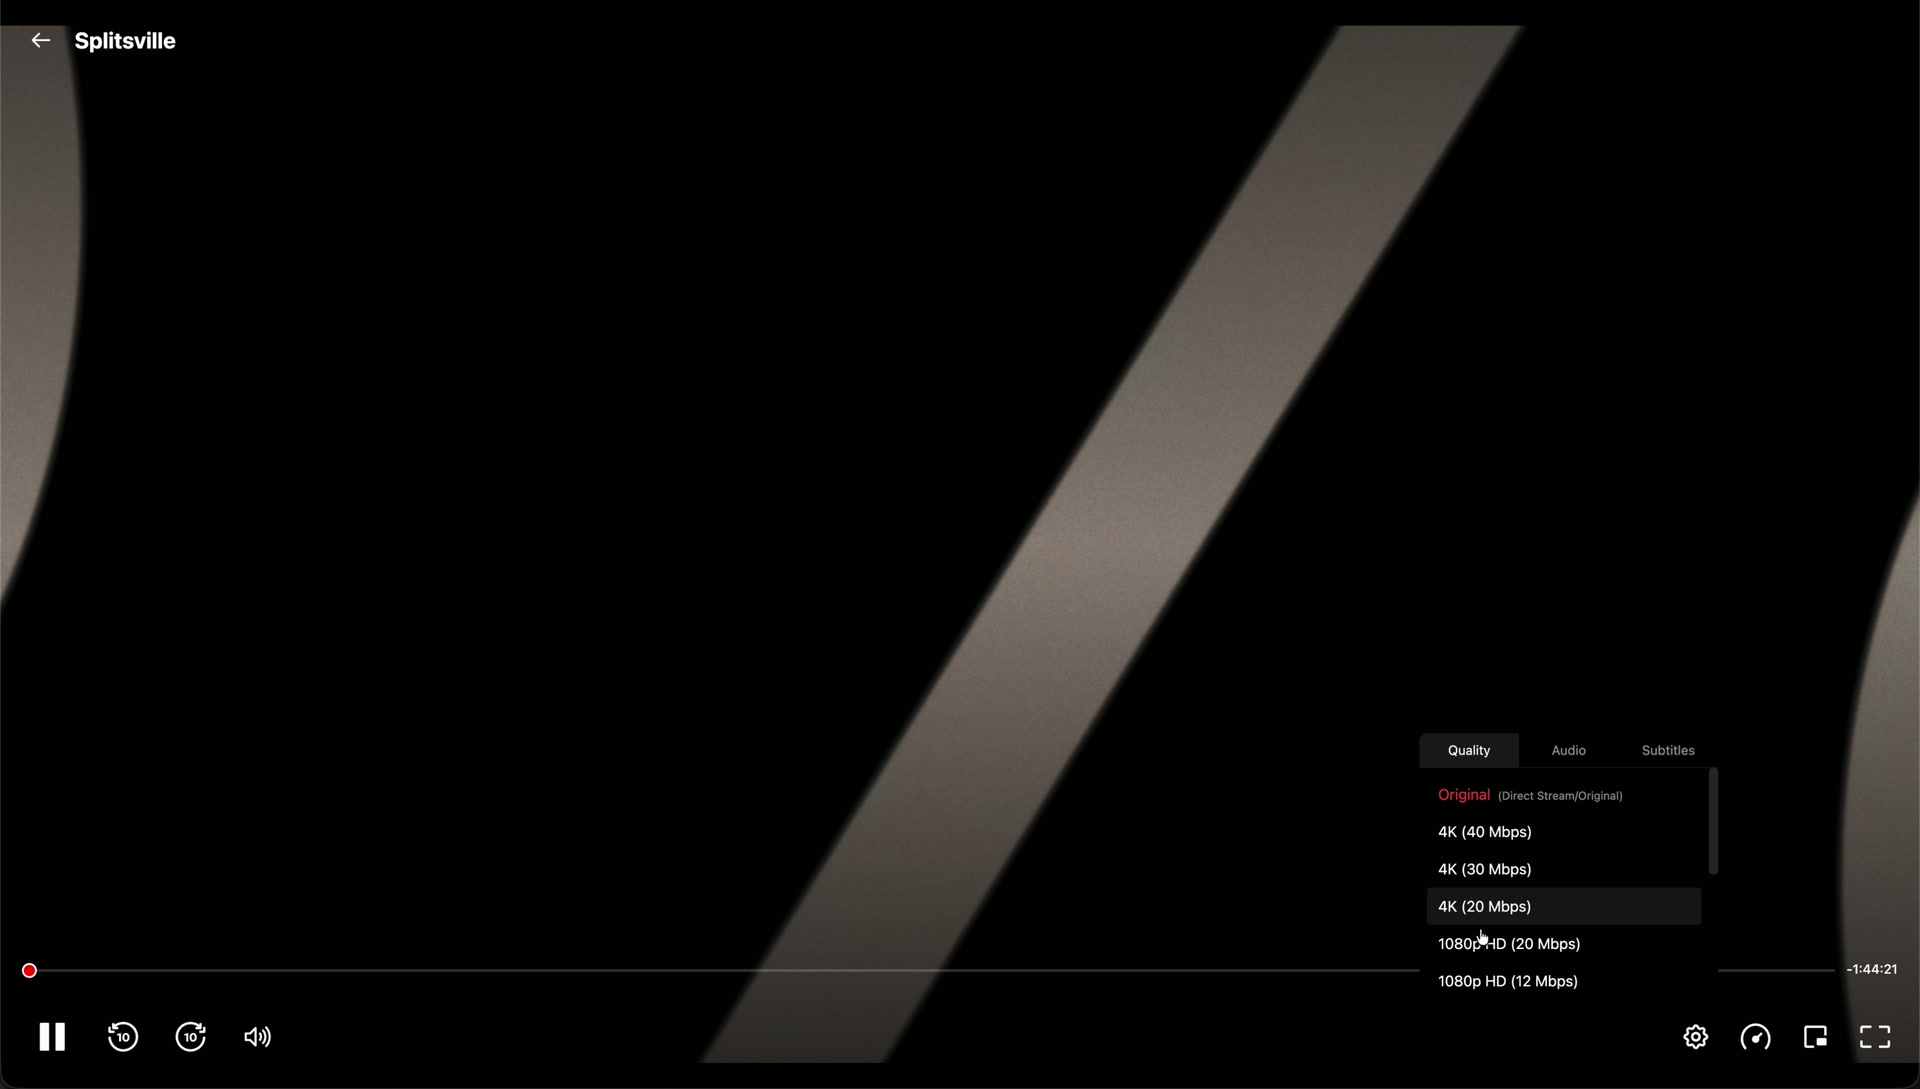 Splitsville
Quality Audio Subtitles
Original (Direct Stream/Original)
4K (40 Mbps)
4K (30 Mbps)
4K (20 Mbps)
1080p HD (20 Mbps)
-1:44:21
1080p HD (12 Mbps)
10 10